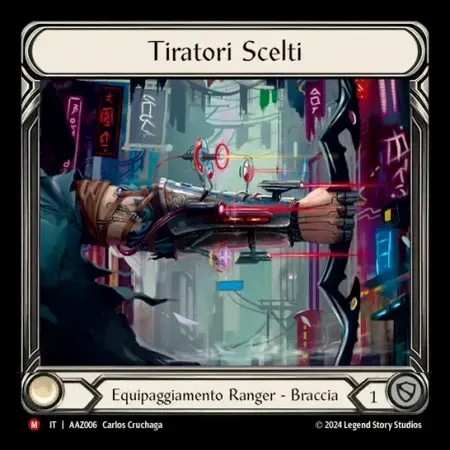 Tiratori Scelti
Equipaggiamento Ranger - Braccia
1
M IT | AAZ006 Carlos Cruchaga
© 2024 Legend Story Studios